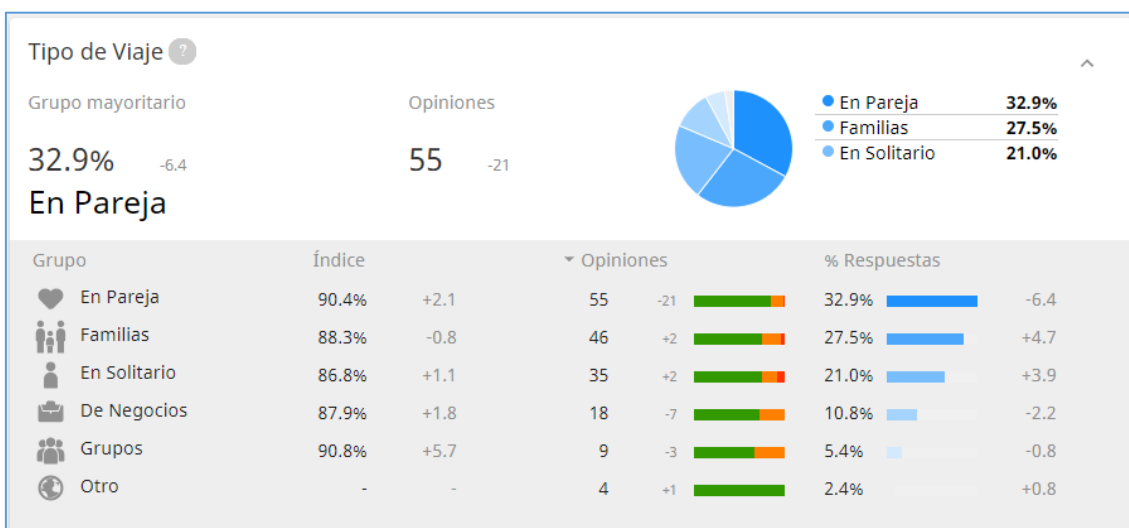 Tipo de Viaje ?
Grupo mayoritario Opiniones
32.9% -6.4 55 -21
En Pareja
En Pareja 32.9%
Familias 27.5%
En Solitario 21.0%
Grupo Índice Opiniones % Respuestas
En Pareja 90.4% +2.1 55 -21 32.9% -6.4
Familias 88.3% -0.8 46 +2 27.5% +4.7
En Solitario 86.8% +1.1 35 +2 21.0% +3.9
De Negocios 87.9% +1.8 18 -7 10.8% -2.2
Grupos 90.8% +5.7 9 -3 5.4% -0.8
Otro - - 4 +1 2.4% +0.8